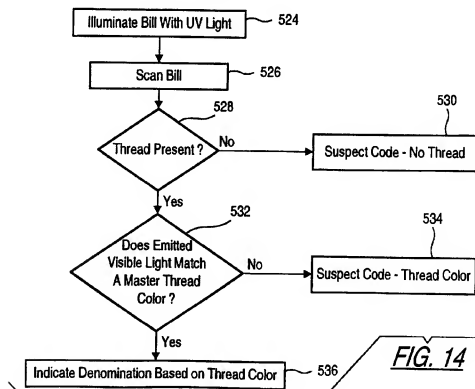 Illuminate Bill With UV Light
524
Scan Bill
526
528
Thread Present ?
No
530
Suspect Code - No Thread
Yes
532
Does Emitted
Visible Light Match
A Master Thread
Color ?
No
534
Suspect Code - Thread Color
Yes
Indicate Denomination Based on Thread Color
536
FIG. 14